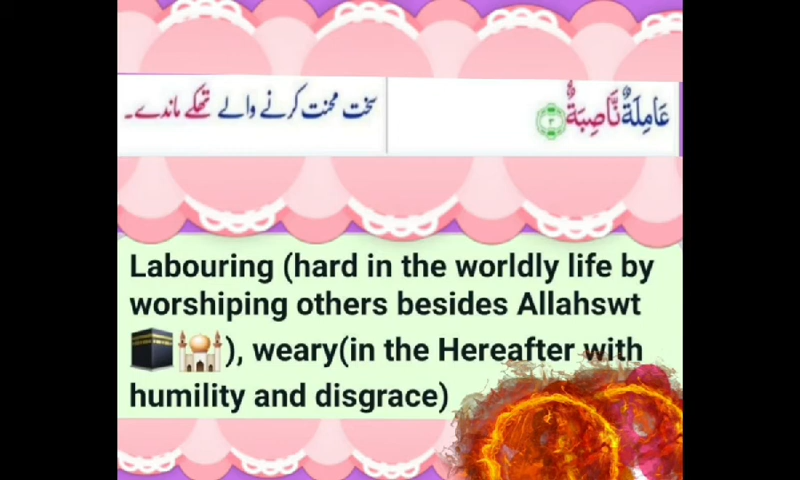 عَامِلَةٌ نَّاصِبَةٌ ۙ﴿۳﴾
سخت محنت کرنے والے تھکے ماندے۔
Labouring (hard in the worldly life by
worshiping others besides Allahswt
🕋🕌), weary(in the Hereafter with
humility and disgrace)